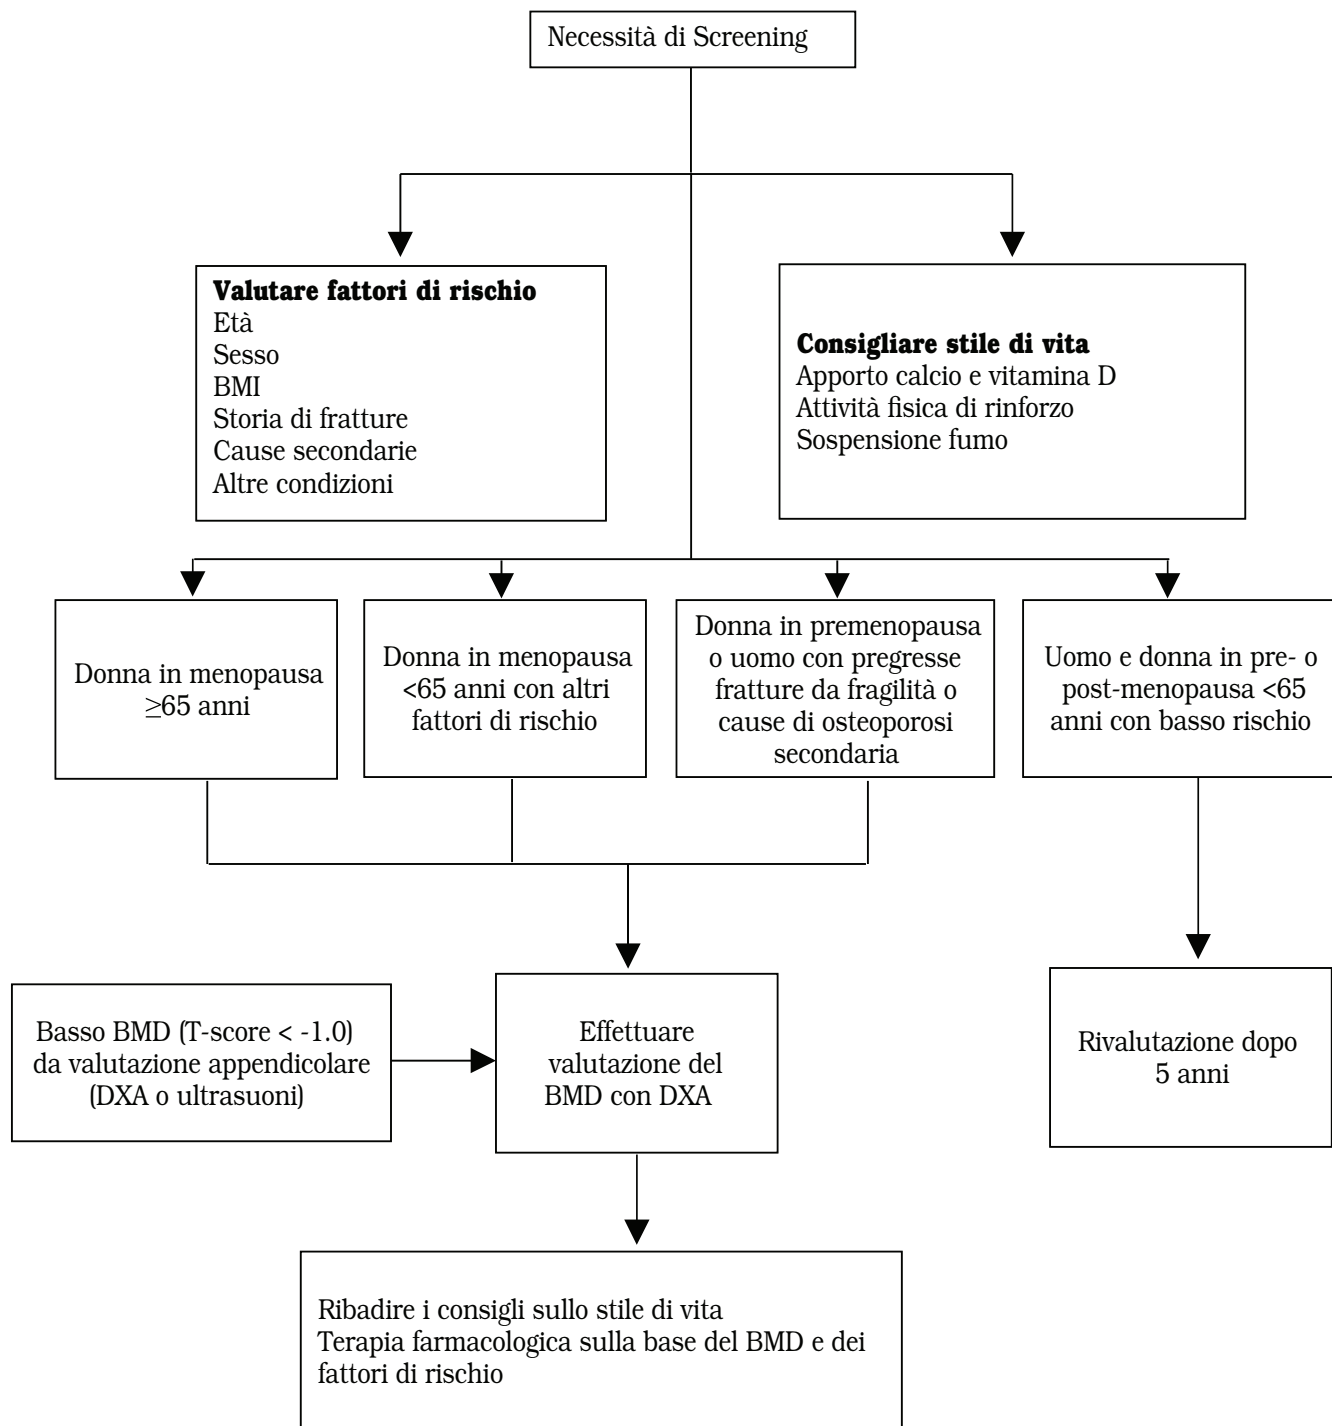 Necessità di Screening
Valutare fattori di rischio
Età
Sesso
BMI
Storia di fratture
Cause secondarie
Altre condizioni
Consigliare stile di vita
Apporto calcio e vitamina D
Attività fisica di rinforzo
Sospensione fumo
Donna in menopausa
≥65 anni
Donna in menopausa
<65 anni con altri
fattori di rischio
Donna in premenopausa
o uomo con pregresse
fratture da fragilità o
cause di osteoporosi
secondaria
Uomo e donna in pre- o
post-menopausa <65
anni con basso rischio
Basso BMD (T-score < -1.0)
da valutazione appendicolare
(DXA o ultrasuoni)
Effettuare
valutazione del
BMD con DXA
Rivalutazione dopo
5 anni
Ribadire i consigli sullo stile di vita
Terapia farmacologica sulla base del BMD e dei
fattori di rischio